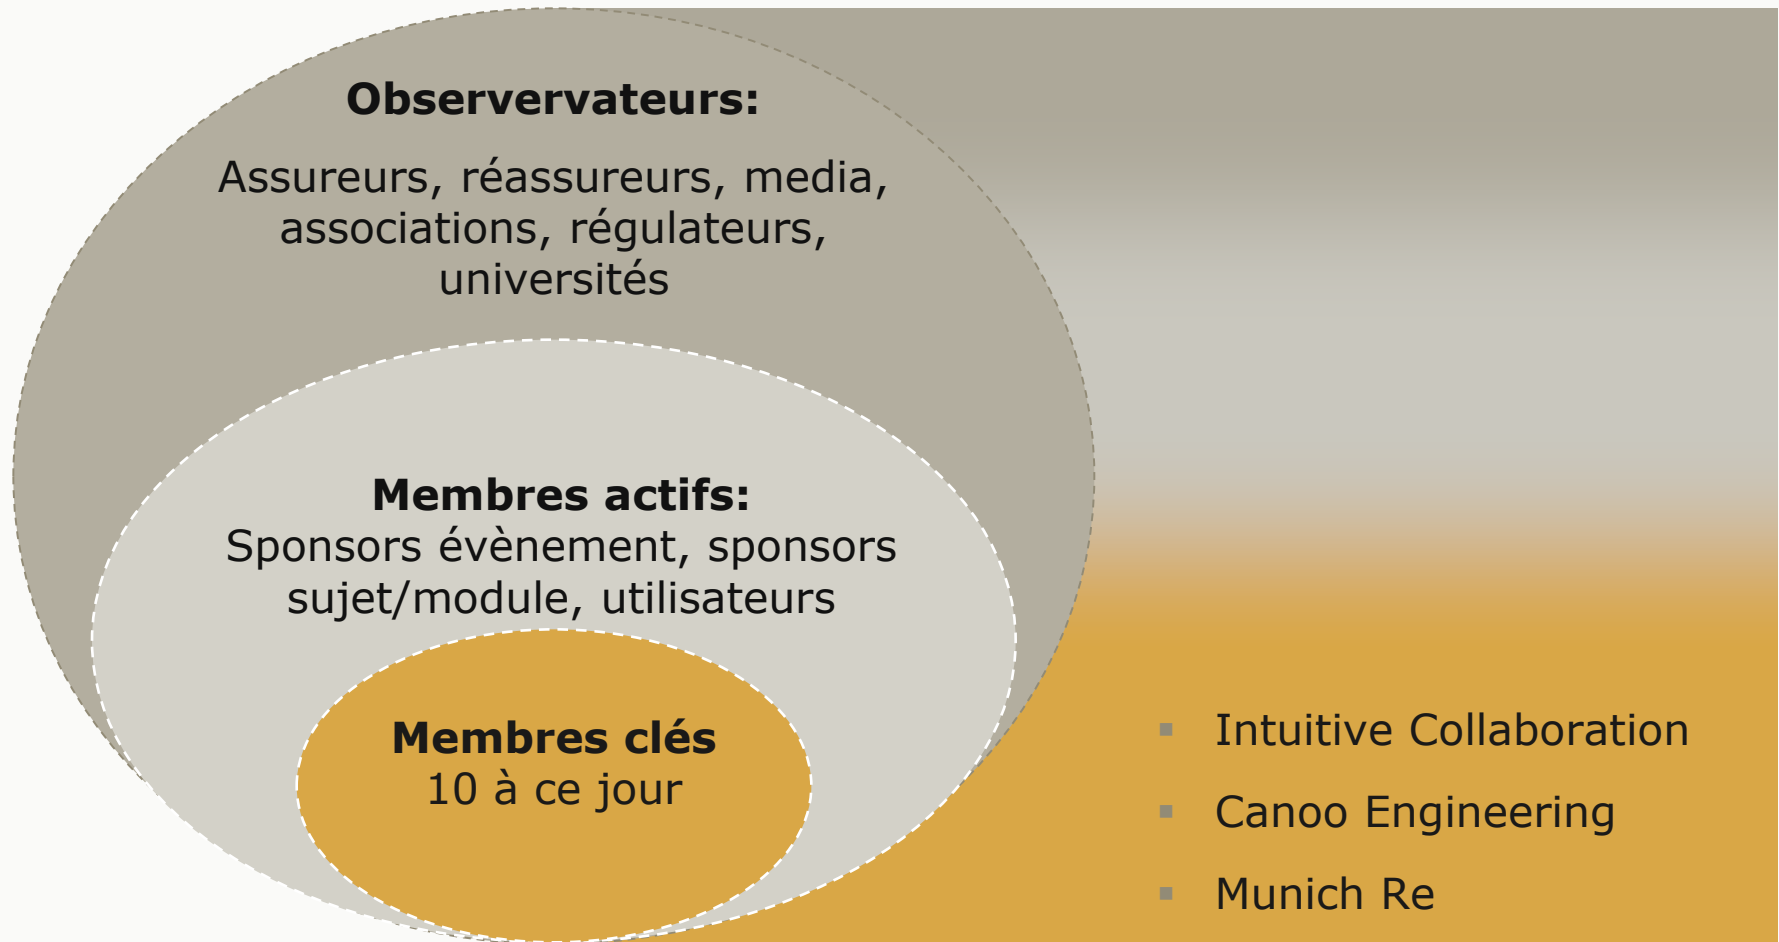 Observervateurs:
Assureurs, réassureurs, media,
associations, régulateurs,
universités
Membres actifs:
Sponsors évènement, sponsors
sujet/module, utilisateurs
Membres clés
10 à ce jour
▪ Intuitive Collaboration
▪ Canoo Engineering
▪ Munich Re